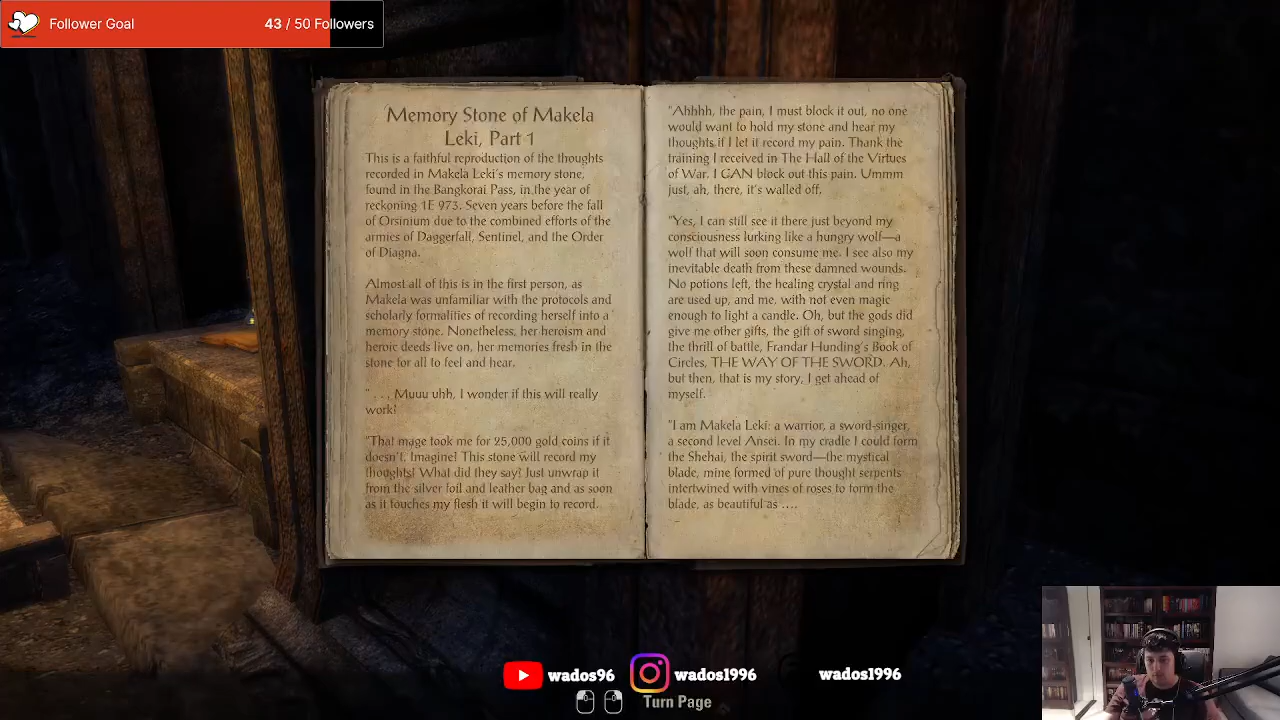 Follower Goal
43 / 50 Followers
Memory Stone of Makela
Leki, Part 1
This is a faithful reproduction of the thoughts
recorded in Makela Leki's memory stone,
found in the Bangkorai Pass, in the year of
reckoning 1E 973. Seven years before the fall
of Orsinium due to the combined efforts of the
armies of Daggerfall, Sentinel, and the Order
of Diagna.
Almost all of this is in the first person, as
Makela was unfamiliar with the protocols and
scholarly formalities of recording herself into a
memory stone. Nonetheless, her heroism and
heroic deeds live on, her memories fresh in the
stone for all to feel and hear.
" . . , Muuu uhh, I wonder if this will really
work!
"That mage took me for 25,000 gold coins if it
doesn't. Imagine! This stone will record my
thoughts! What did they say? Just unwrap it
from the silver foil and leather bag and as soon
as it touches my flesh it will begin to record.
"Ahhhh, the pain, I must block it out, no one
would want to hold my stone and hear my
thoughts if I let it record my pain. Thank the
training I received in The Hall of the Virtues
of War. I CAN block out this pain. Ummm
just, ah, there, it's walled off.
"Yes, I can still see it there just beyond my
consciousness lurking like a hungry wolf—a
wolf that will soon consume me. I see also my
inevitable death from these damned wounds.
No potions left, the healing crystal and ring
are used up, and me, with not even magic
enough to light a candle. Oh, but the gods did
give me other gifts, the gift of sword singing,
the thrill of battle, Frandar Hunding's Book of
Circles, THE WAY OF THE SWORD. Ah,
but then, that is my story, I get ahead of
myself.
"I am Makela Leki: a warrior, a sword-singer,
a second level Ansei. In my cradle I could form
the Shehai, the spirit sword—the mystical
blade, mine formed of pure thought serpents
intertwined with vines of roses to form the
blade, as beautiful as ….
wados96
wados1996
wados1996
Turn Page